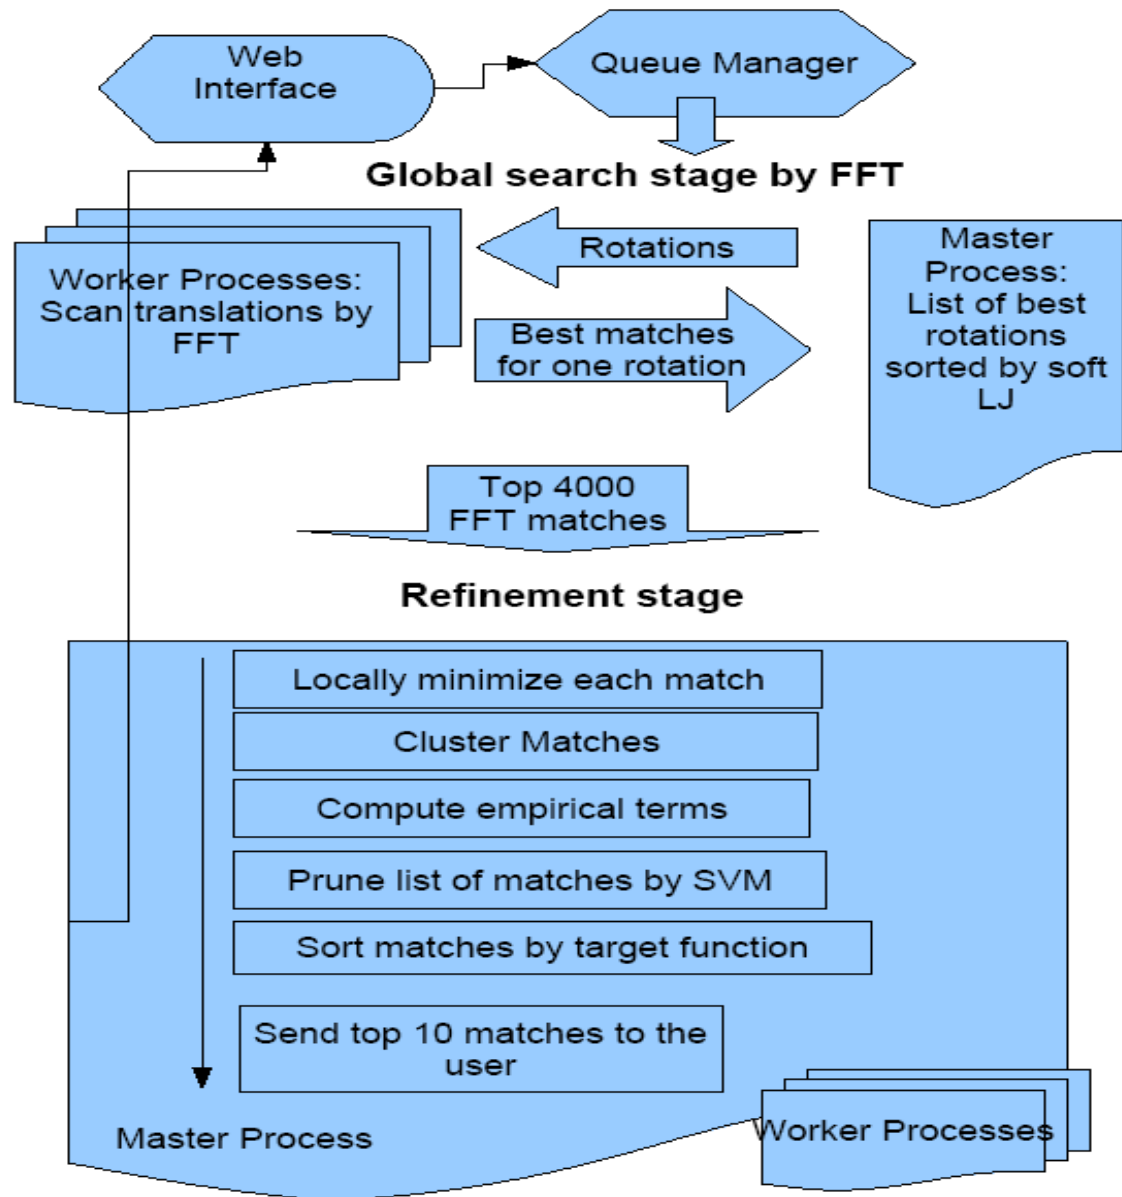 Web
Interface
Queue Manager
Global search stage by FFT
Worker Processes:
Scan translations by
FFT
Rotations
Best matches
for one rotation
Master
Process:
List of best
rotations
sorted by soft
LJ
Top 4000
FFT matches
Refinement stage
Locally minimize each match
Cluster Matches
Compute empirical terms
Prune list of matches by SVM
Sort matches by target function
Send top 10 matches to the
user
Master Process
Worker Processes